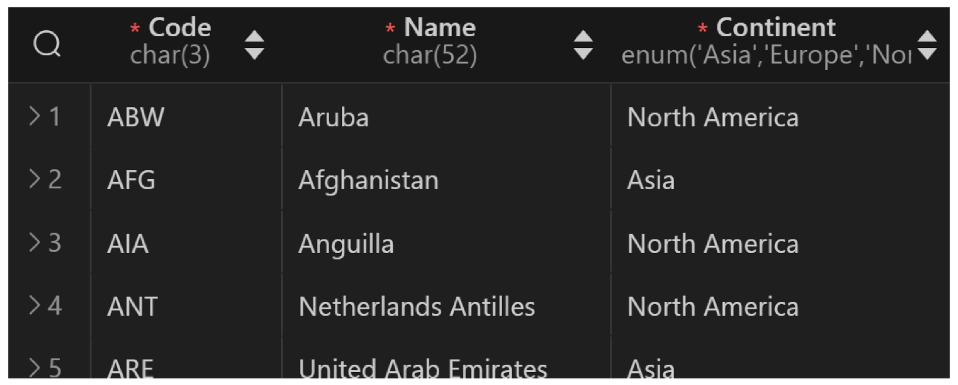 * Code * Name * Continent
char(3) char(52) enum('Asia','Europe','Nor
1 ABW Aruba North America
2 AFG Afghanistan Asia
3 AIA Anguilla North America
4 ANT Netherlands Antilles North America
5 ARE United Arab Emirates Asia